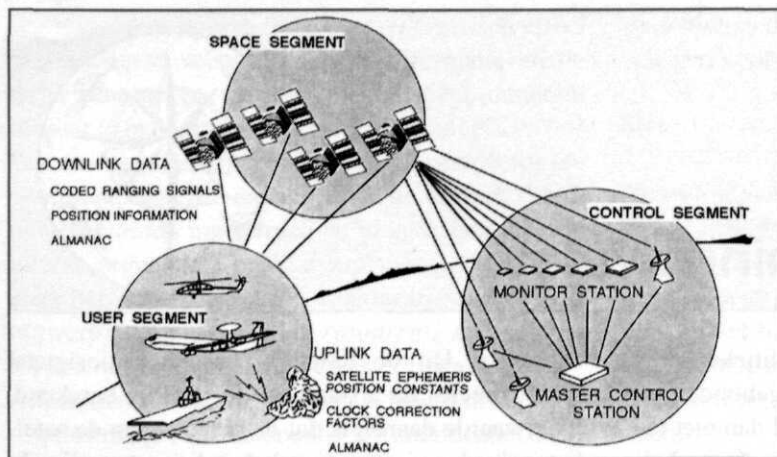 SPACE SEGMENT
DOWNLINK DATA
CODED RANGING SIGNALS
POSITION INFORMATION
ALMANAC
CONTROL SEGMENT
MONITOR STATION
MASTER CONTROL
STATION
USER SEGMENT
UPLINK DATA
SATELLITE EPHEMERIS
POSITION CONSTANTS
CLOCK CORRECTION
FACTORS
ALMANAC